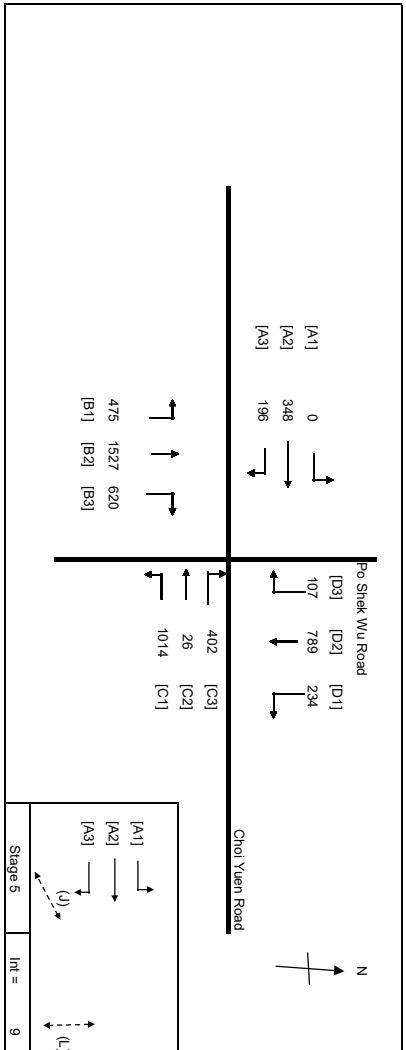 Po Shek Wu Road
N
[D3] [D2] [D1]
107 789 234
[A1] 0
[A2] 348
[A3] 196
Choi Yuen Road
402 [C3]
26 [C2]
1014 [C1]
475 1527 620
[B1] [B2] [B3]
[A1]
[A2]
[A3]
(J) (L
Stage 5 Int = 9